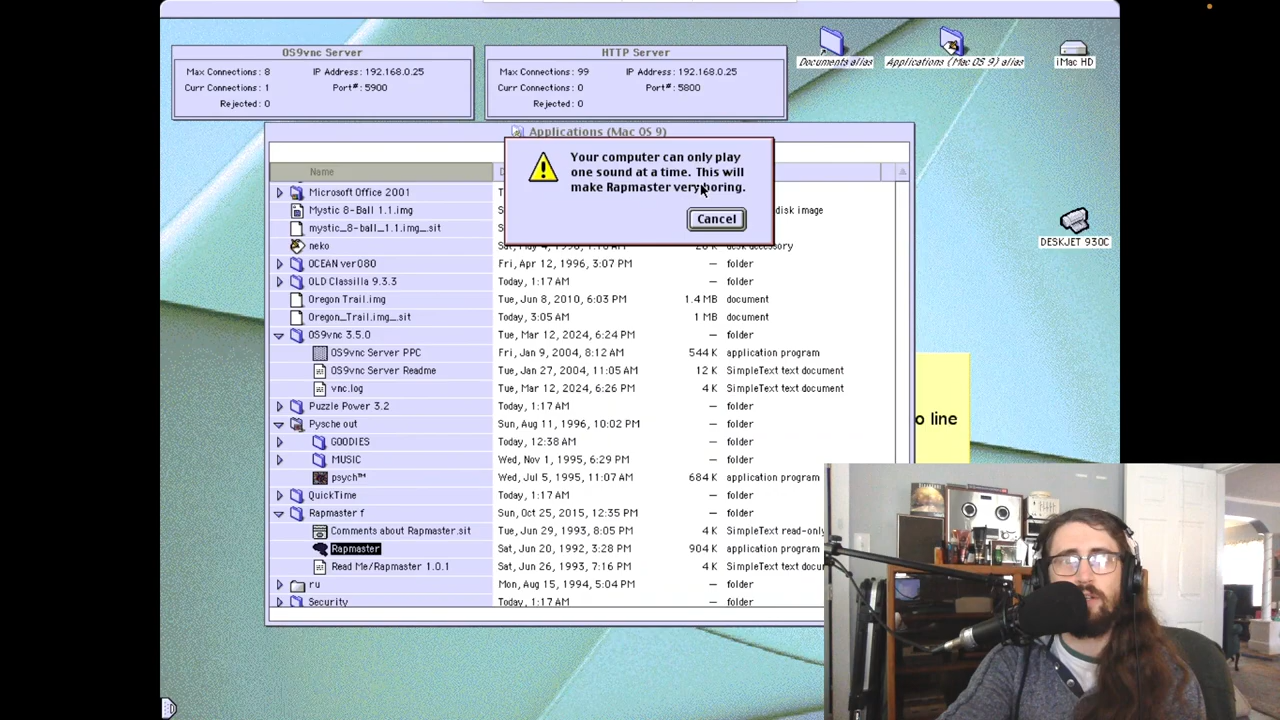 OS9vnc Server
Max Connections: 8 IP Address: 192.168.0.25
Curr Connections: 1 Port#: 5900
Rejected: 0
HTTP Server
Max Connections: 99 IP Address: 192.168.0.25
Curr Connections: 0 Port#: 5800
Rejected: 0
Documents alias
Applications (Mac OS 9) alias
iMac HD
Applications (Mac OS 9)
Your computer can only play
one sound at a time. This will
make Rapmaster very boring.
Cancel
DESKJET 930C
Name
Microsoft Office 2001
Mystic 8-Ball 1.1.img disk image
mystic_8-ball_1.1.img_.sit
neko
OCEAN ver080 Fri, Apr 12, 1996, 3:07 PM — folder
OLD Classilla 9.3.3 Today, 1:17 AM — folder
Oregon Trail.img Tue, Jun 8, 2010, 6:03 PM 1.4 MB document
Oregon_Trail.img_.sit Today, 3:05 AM 1 MB document
OS9vnc 3.5.0 Tue, Mar 12, 2024, 6:24 PM — folder
OS9vnc Server PPC Fri, Jan 9, 2004, 8:12 AM 544 K application program
OS9vnc Server Readme Tue, Jan 27, 2004, 11:05 AM 12 K SimpleText text document
vnc.log Tue, Mar 12, 2024, 6:26 PM 4 K SimpleText text document
Puzzle Power 3.2 Today, 1:17 AM — folder
Pysche out Sun, Aug 11, 1996, 10:02 PM — folder
GOODIES Today, 12:38 AM — folder
MUSIC Wed, Nov 1, 1995, 6:29 PM — folder
psych™ Wed, Jul 5, 1995, 11:07 AM 684 K application program
QuickTime Today, 1:17 AM — folder
Rapmaster f Sun, Oct 25, 2015, 12:35 PM — folder
Comments about Rapmaster.sit Tue, Jun 29, 1993, 8:05 PM 4 K SimpleText read-only
Rapmaster Sat, Jun 20, 1992, 3:28 PM 904 K application program
Read Me/Rapmaster 1.0.1 Sat, Jun 26, 1993, 7:16 PM 4 K SimpleText text
ru Mon, Aug 15, 1994, 5:04 PM — folder
Security Today, 1:17 AM — folder
o line